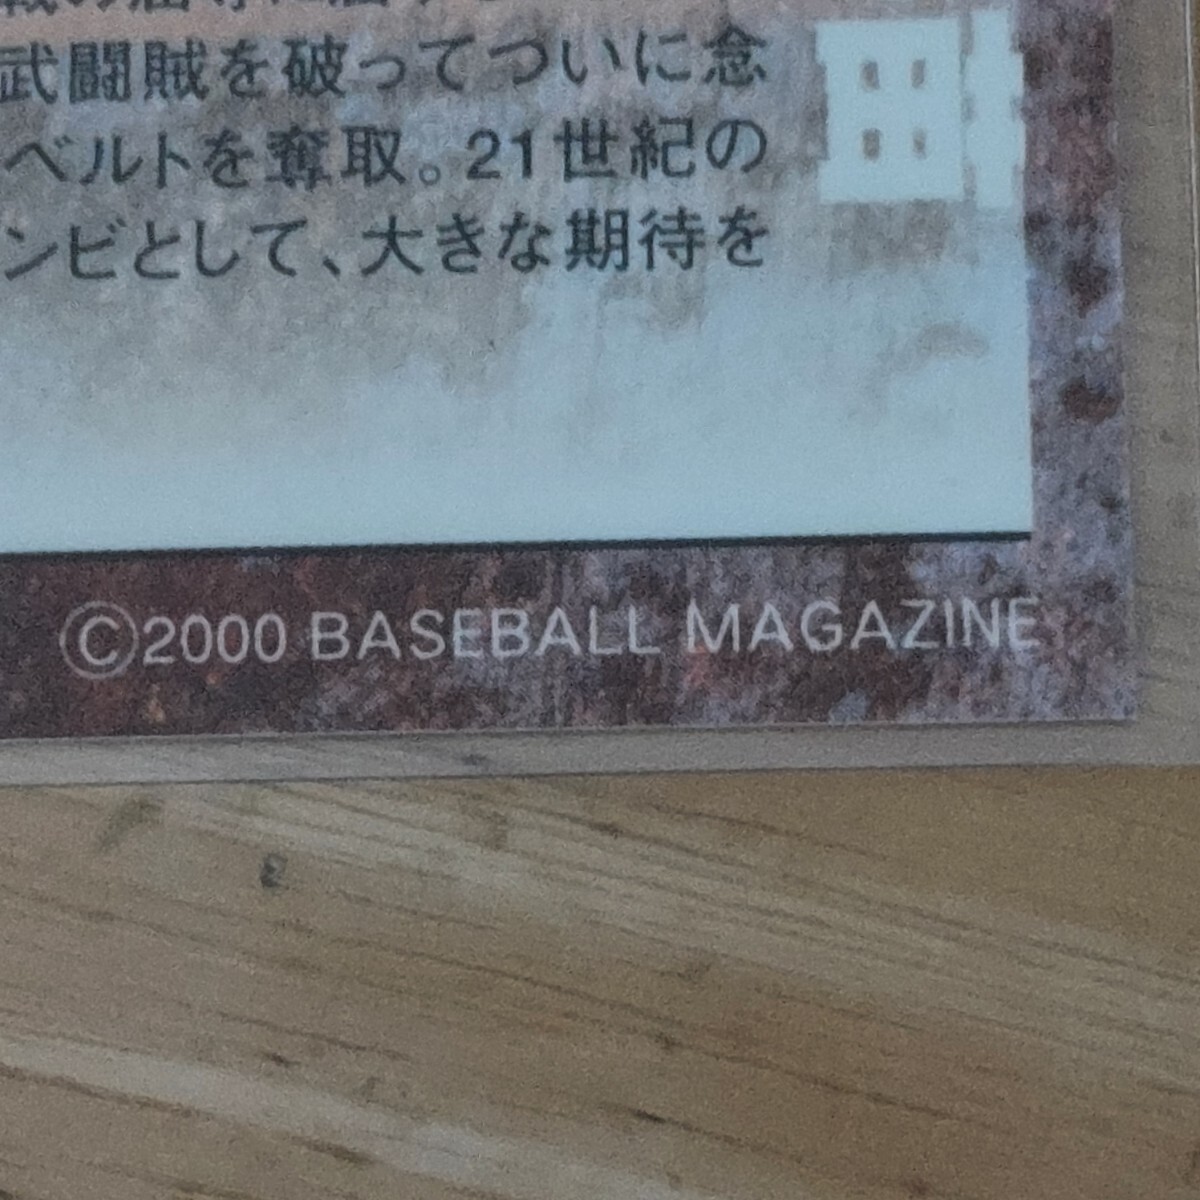 武闘賊を破ってついに念
ベルトを奪取。21世紀の
ンビとして、大きな期待を
©2000 BASEBALL MAGAZINE